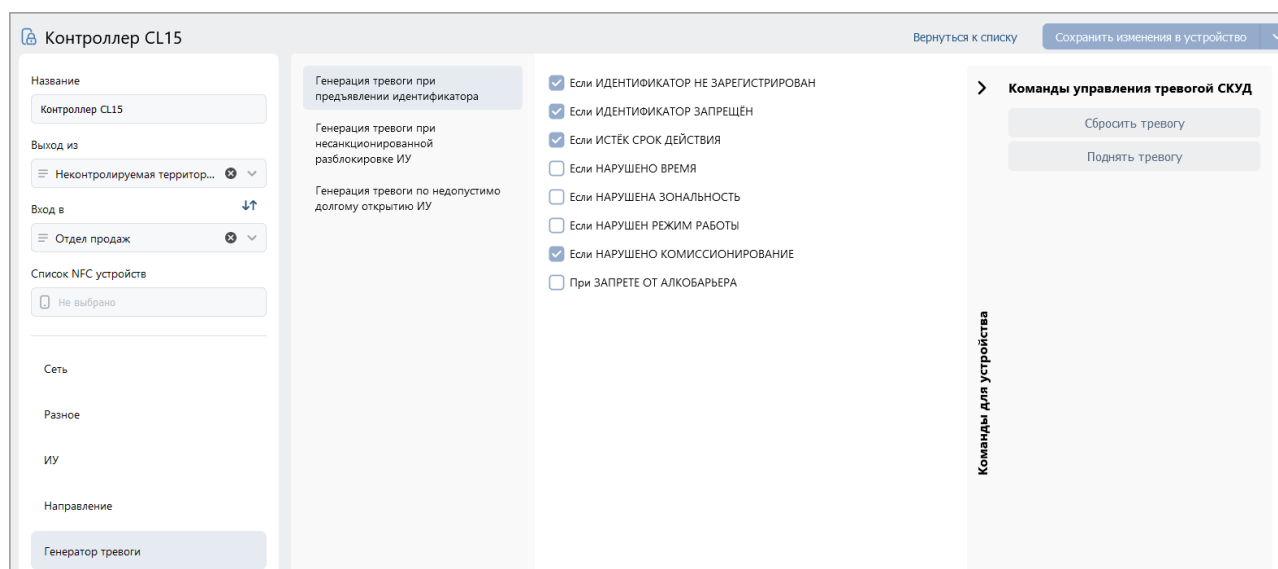 Контроллер CL15
Вернуться к списку
Сохранить изменения в устройство
Название
Контроллер CL15
Выход из
Неконтролируемая территор...
Вход в
Отдел продаж
Список NFC устройств
Не выбрано
Сеть
Разное
ИУ
Направление
Генератор тревоги
Генерация тревоги при
предъявлении идентификатора
Генерация тревоги при
несанкционированной
разблокировке ИУ
Генерация тревоги по недопустимо
долгому открытию ИУ
Если ИДЕНТИФИКАТОР НЕ ЗАРЕГИСТРИРОВАН
Если ИДЕНТИФИКАТОР ЗАПРЕЩЁН
Если ИСТЁК СРОК ДЕЙСТВИЯ
Если НАРУШЕНО ВРЕМЯ
Если НАРУШЕНА ЗОНАЛЬНОСТЬ
Если НАРУШЕН РЕЖИМ РАБОТЫ
Если НАРУШЕНО КОМИССИОНИРОВАНИЕ
При ЗАПРЕТЕ ОТ АЛКОБАРЬЕРА
Команды для устройства
Команды управления тревогой СКУД
Сбросить тревогу
Поднять тревогу